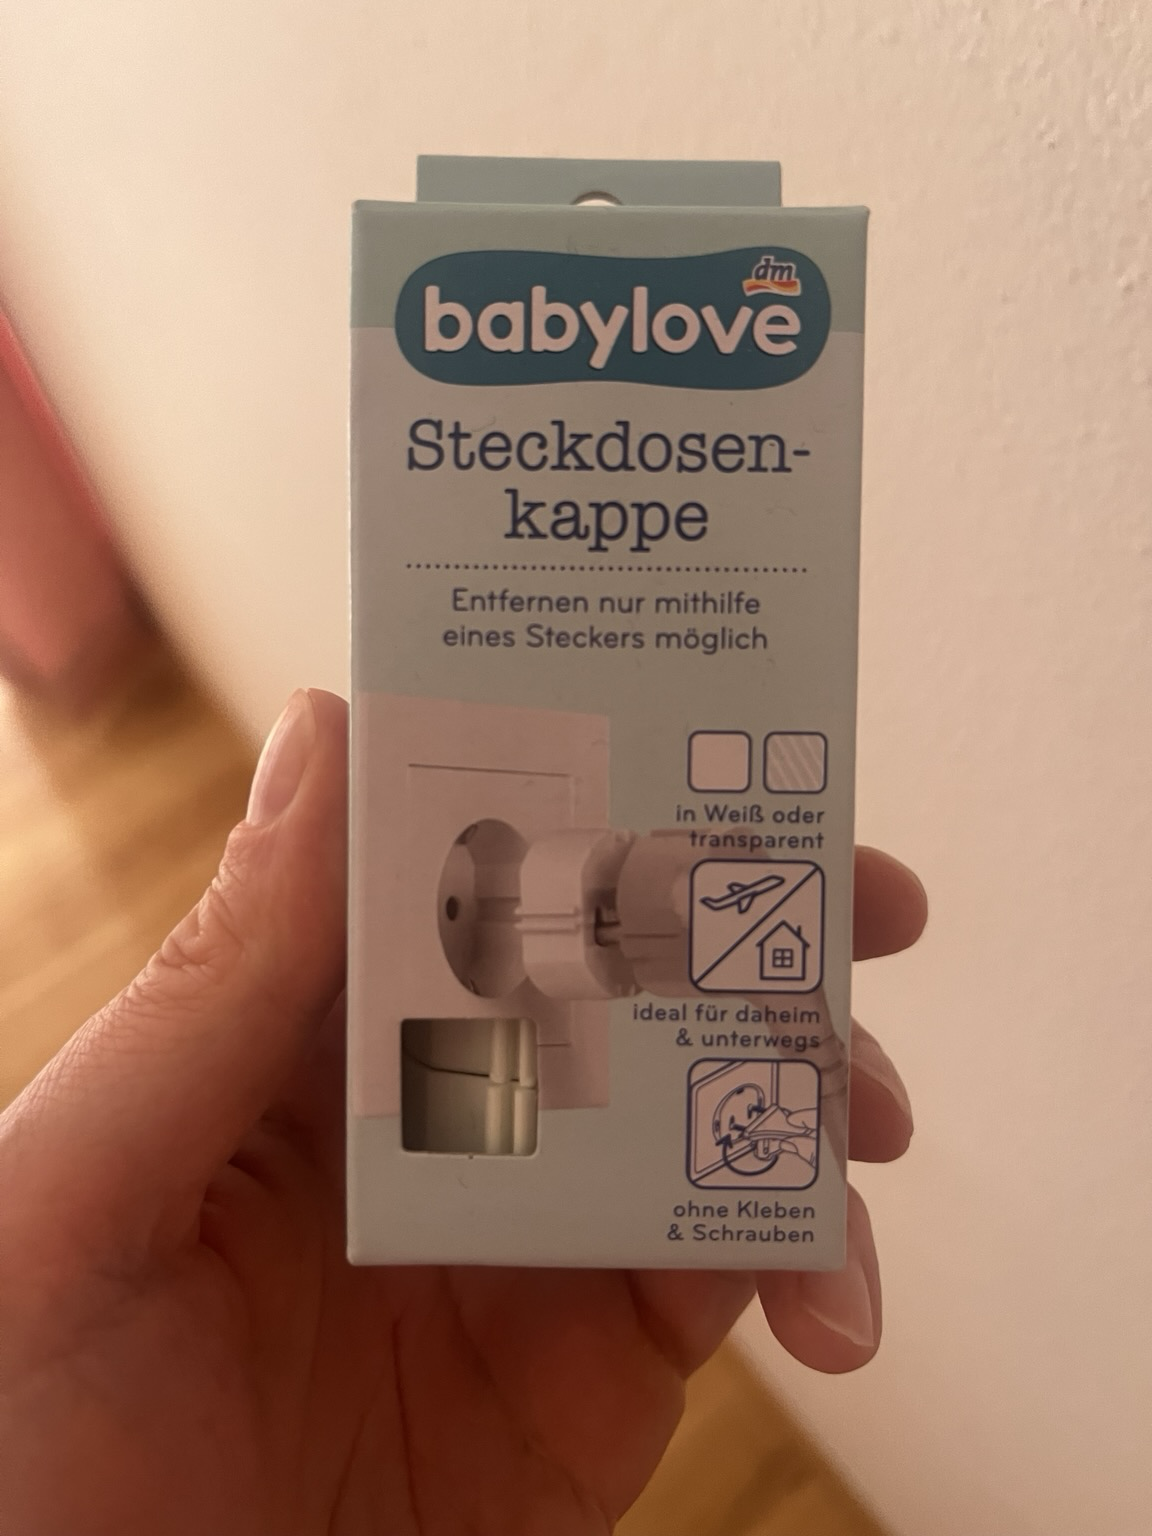 dm
babylove
Steckdosen-
kappe
Entfernen nur mithilfe
eines Steckers möglich
in Weiß oder
transparent
ideal für daheim
& unterwegs
ohne Kleben
& Schrauben